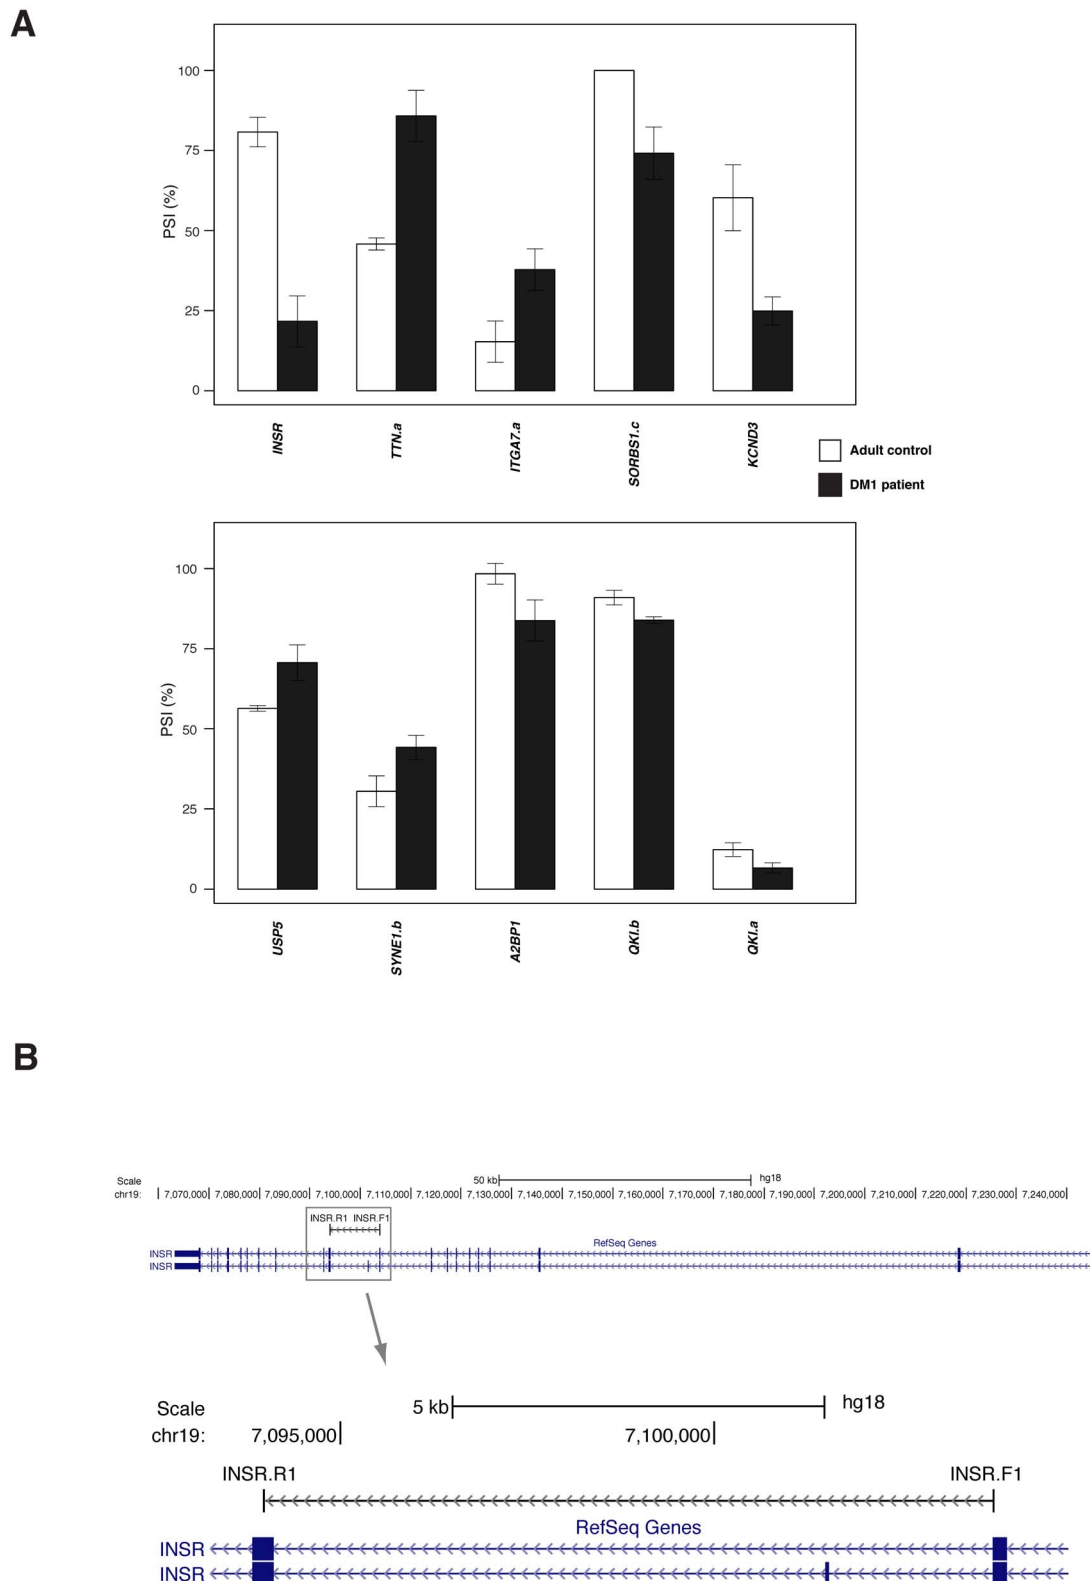 A
100
75
50
25
0
PSI (%)
INSR
TTN.a
ITGA7.a
SORBS1.c
KCND3
Adult control
DM1 patient
100
75
50
25
0
PSI (%)
USP5
SYNE1.b
A2BP1
QKI.b
QKI.a
B
Scale 50 kb hg18
chr19: 7,070,000 7,080,000 7,090,000 7,100,000 7,110,000 7,120,000 7,130,000 7,140,000 7,150,000 7,160,000 7,170,000 7,180,000 7,190,000 7,200,000 7,210,000 7,220,000 7,230,000 7,240,000
INSR.R1 INSR.F1
RefSeq Genes
INSR
INSR
Scale 5 kb hg18
chr19: 7,095,000 7,100,000
INSR.R1 INSR.F1
RefSeq Genes
INSR
INSR